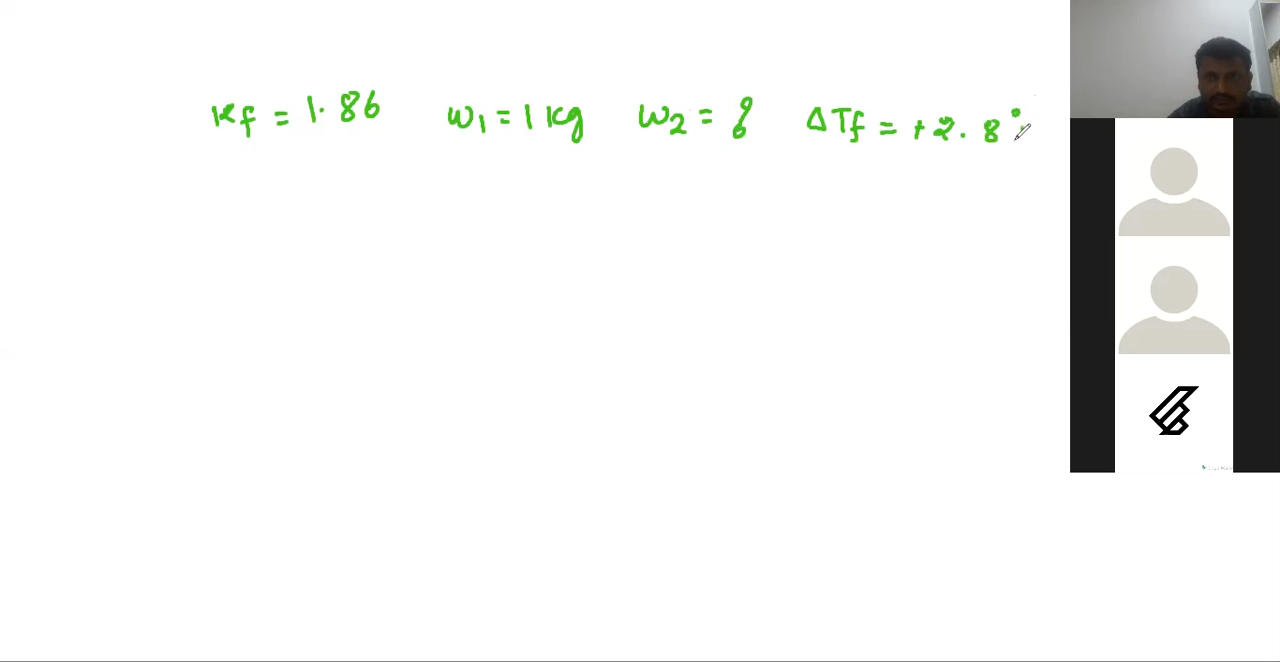 Kf = 1.86 w₁ = 1 kg w₂ = ? ΔTf = +2.8°